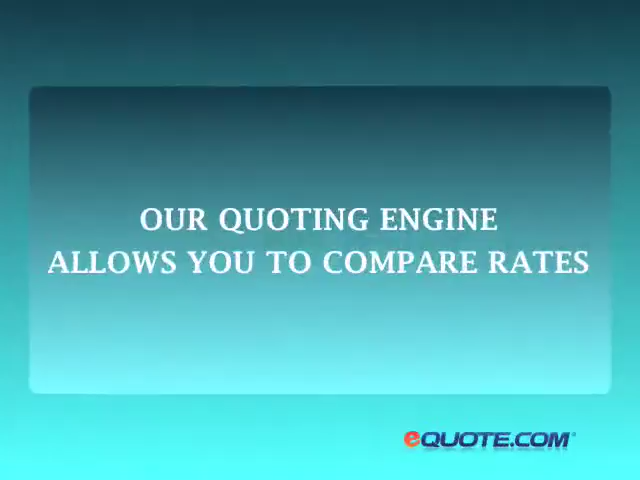 OUR QUOTING ENGINE
ALLOWS YOU TO COMPARE RATES
eQUOTE.COM